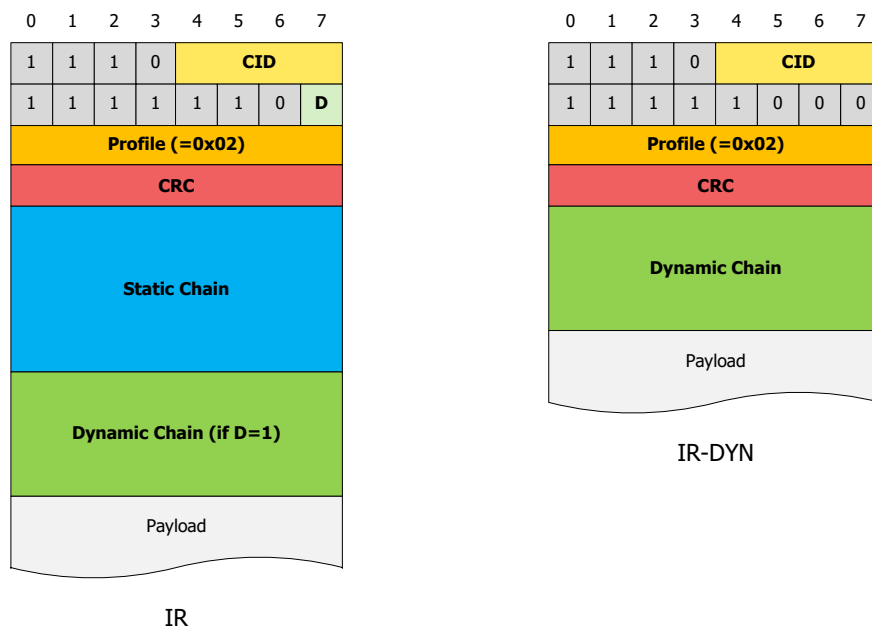 0 1 2 3 4 5 6 7
1 1 1 0 CID
1 1 1 1 1 1 0 D
Profile (=0x02)
CRC
Static Chain
Dynamic Chain (if D=1)
Payload
IR
0 1 2 3 4 5 6 7
1 1 1 0 CID
1 1 1 1 1 0 0 0
Profile (=0x02)
CRC
Dynamic Chain
Payload
IR-DYN